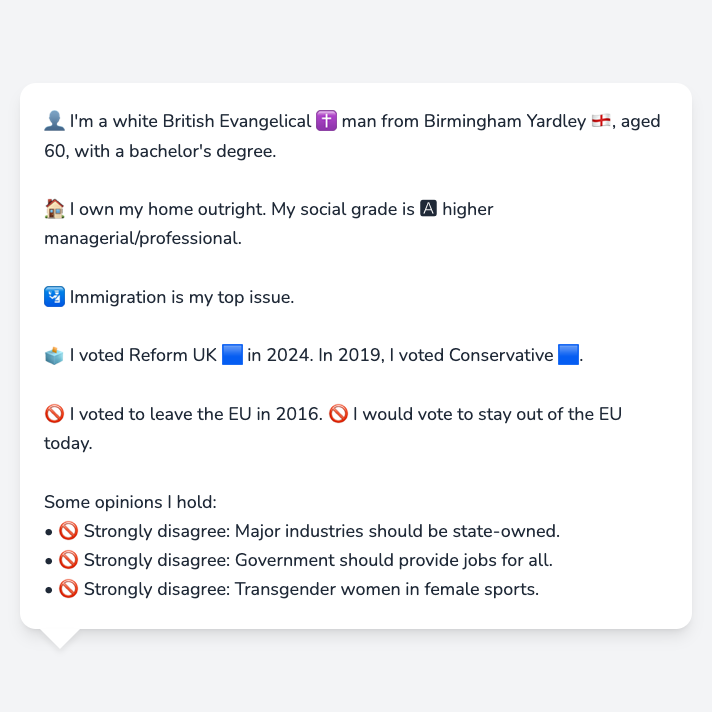 👤 I'm a white British Evangelical ✝️ man from Birmingham Yardley 🏴󠁧󠁢󠁥󠁮󠁧󠁿, aged
60, with a bachelor's degree.
🏠 I own my home outright. My social grade is 🅰 higher
managerial/professional.
🛂 Immigration is my top issue.
🗳️ I voted Reform UK 🟦 in 2024. In 2019, I voted Conservative 🟦.
🚫 I voted to leave the EU in 2016. 🚫 I would vote to stay out of the EU
today.
Some opinions I hold:
• 🚫 Strongly disagree: Major industries should be state-owned.
• 🚫 Strongly disagree: Government should provide jobs for all.
• 🚫 Strongly disagree: Transgender women in female sports.